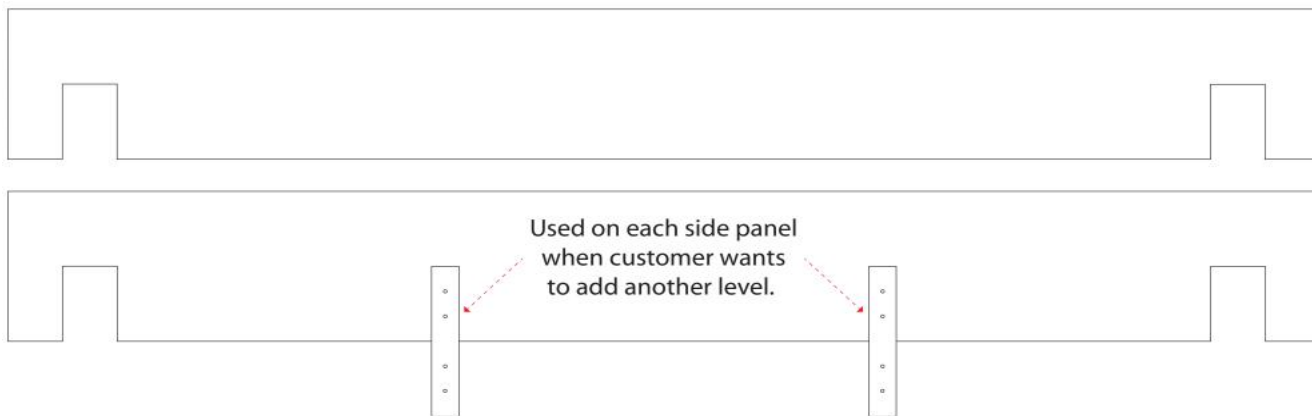 Used on each side panel
when customer wants
to add another level.